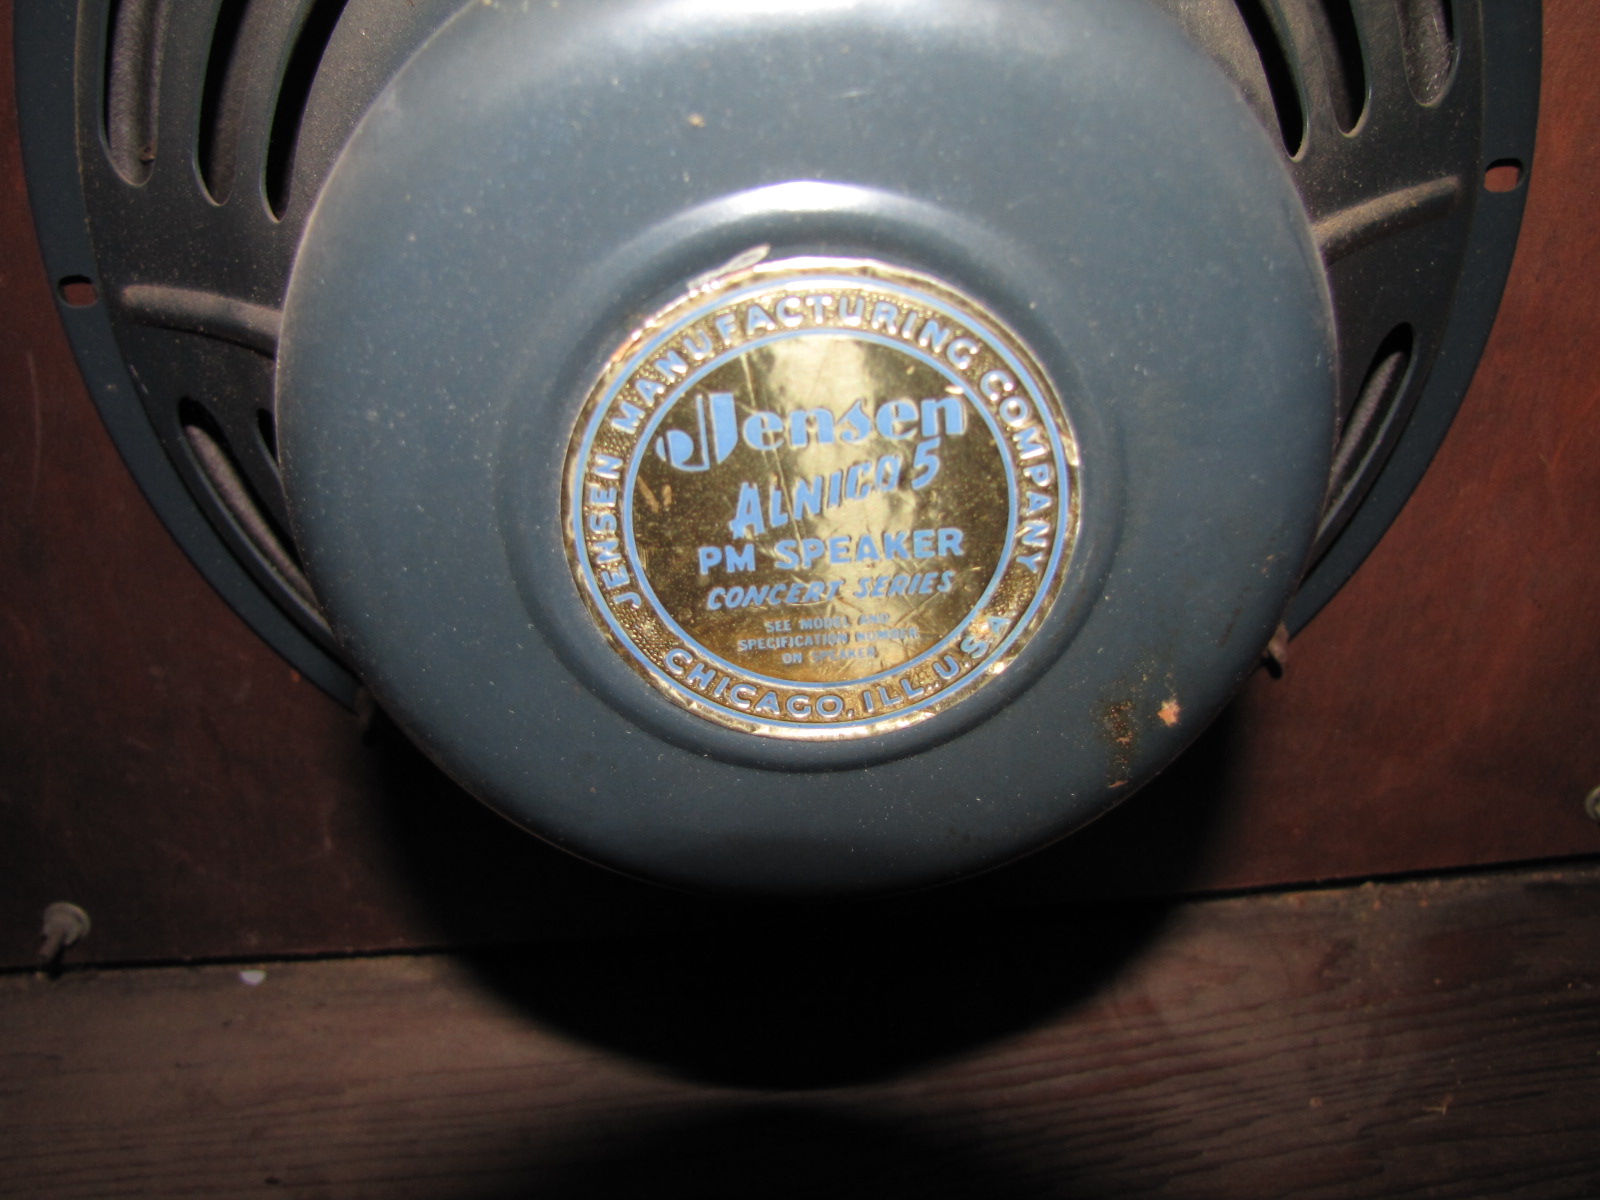 JENSEN MANUFACTURING COMPANY
Jensen
ALNICO 5
PM SPEAKER
CONCERT SERIES
SEE MODEL AND
SPECIFICATION NUMBER
ON SPEAKER
CHICAGO, ILL. U.S.A.